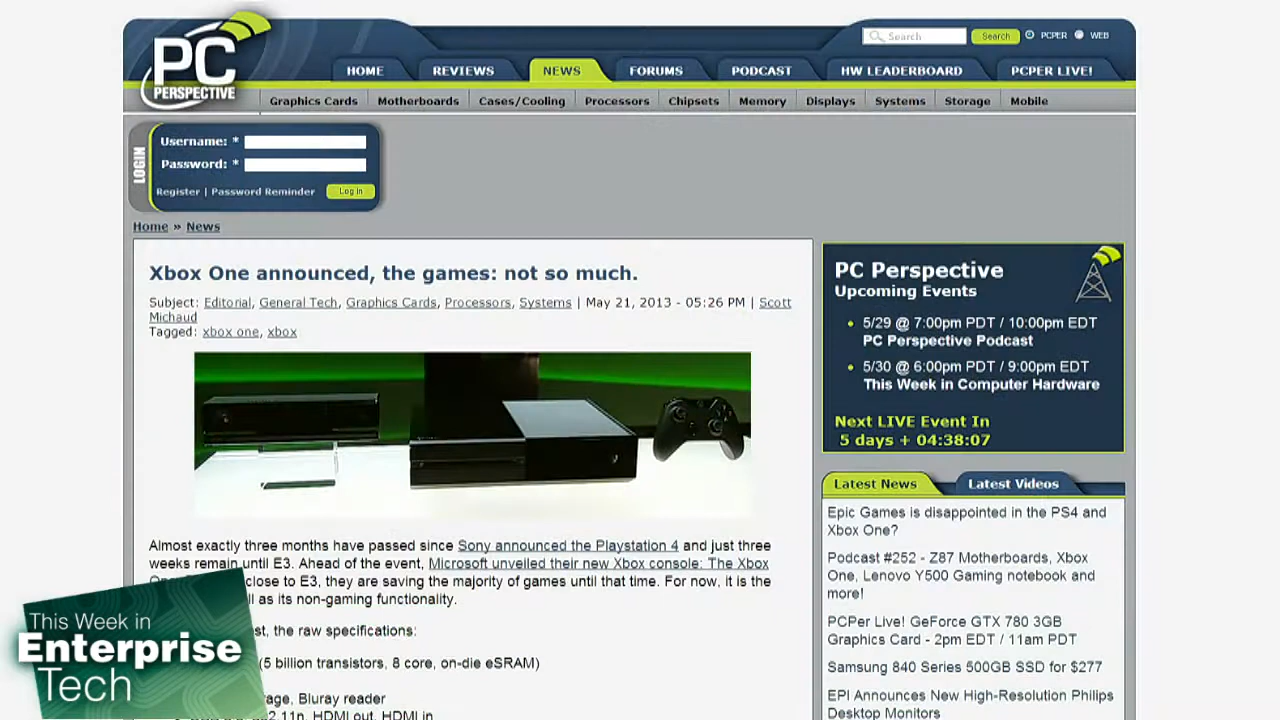 PC
PERSPECTIVE
Search
Search
PCPER
WEB
HOME
REVIEWS
NEWS
FORUMS
PODCAST
HW LEADERBOARD
PCPER LIVE!
Graphics Cards
Motherboards
Cases/Cooling
Processors
Chipsets
Memory
Displays
Systems
Storage
Mobile
LOGIN
Username: *
Password: *
Register | Password Reminder
Log in
Home » News
Xbox One announced, the games: not so much.
Subject: Editorial, General Tech, Graphics Cards, Processors, Systems | May 21, 2013 - 05:26 PM | Scott
Michaud
Tagged: xbox one, xbox
Almost exactly three months have passed since Sony announced the Playstation 4 and just three
weeks remain until E3. Ahead of the event, Microsoft unveiled their new Xbox console: The Xbox
close to E3, they are saving the majority of games until that time. For now, it is the
as its non-gaming functionality.
the raw specifications:
(5 billion transistors, 8 core, on-die eSRAM)
Bluray reader
HDMI out, HDMI in
PC Perspective
Upcoming Events
5/29 @ 7:00pm PDT / 10:00pm EDT
PC Perspective Podcast
5/30 @ 6:00pm PDT / 9:00pm EDT
This Week in Computer Hardware
Next LIVE Event In
5 days + 04:38:07
Latest News
Latest Videos
Epic Games is disappointed in the PS4 and
Xbox One?
Podcast #252 - Z87 Motherboards, Xbox
One, Lenovo Y500 Gaming notebook and
more!
PCPer Live! GeForce GTX 780 3GB
Graphics Card - 2pm EDT / 11am PDT
Samsung 840 Series 500GB SSD for $277
EPI Announces New High-Resolution Philips
Desktop Monitors
This Week in
Enterprise
Tech